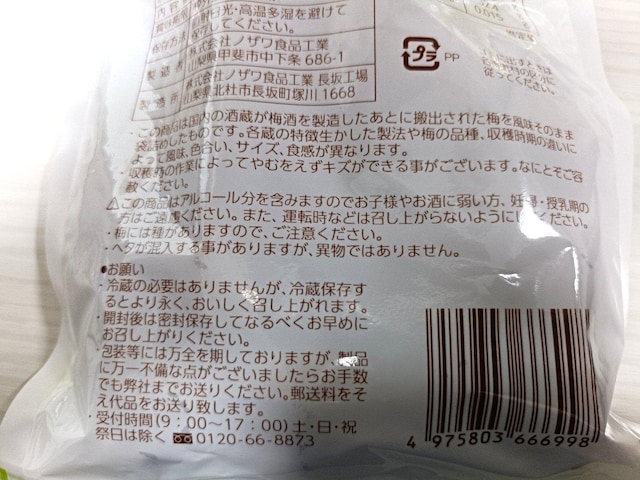 直射日光・高温多湿を避けて
保存方法
保存してください。
製造者
株式会社ノザワ食品工業
山梨県甲斐市中下条 686-1
製造所
株式会社ノザワ食品工業 長坂工場
山梨県北杜市長坂町塚川 1668
プラ PP
・この商品は国内の酒蔵が梅酒を製造したあとに搬出された梅を風味そのまま
袋詰めしたものです。各蔵の特徴生かした製法や梅の品種、収穫時期の違いに
よって風味、色合い、サイズ、食感が異なります。
・収穫時の作業によってやむをえずキズができる事がございます。なにとぞご容
赦ください。
⚠この商品はアルコール分を含みますのでお子様やお酒に弱い方、妊婦・授乳期の
方はご遠慮ください。また、運転時などは召し上がらないようにください。
・梅には種がありますので、ご注意ください。
・ヘタが混入する事がありますが、異物ではありません。
●お願い
・冷蔵の必要はありませんが、冷蔵保存す
るとより永く、おいしく召し上がれます。
・開封後は密封保存してなるべくお早めに
お召し上がりください。
・包装等には万全を期しておりますが、製品
に万一不備な点がございましたらお手数
でも弊社までお送りください。郵送料をそ
え代品をお送り致します。
・受付時間(9:00〜17:00)土・日・祝
祭日は除く 0120-66-8873
4 975803 666998